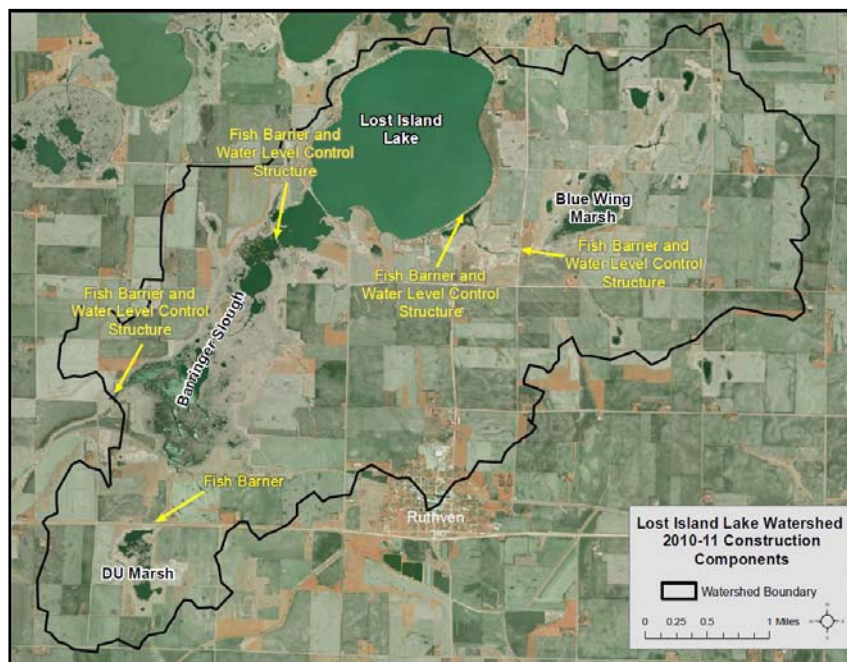 Lost Island
Lake
Fish Barrier and
Water Level Control
Structure
Blue Wing
Marsh
Fish Barrier and
Water Level Control
Structure
Fish Barrier and
Water Level Control
Structure
Fish Barrier and
Water Level Control
Structure
Barringer Slough
Fish Barrier
Ruthven
DU Marsh
Lost Island Lake Watershed
2010-11 Construction
Components
Watershed Boundary
0 0.25 0.5 1 Miles